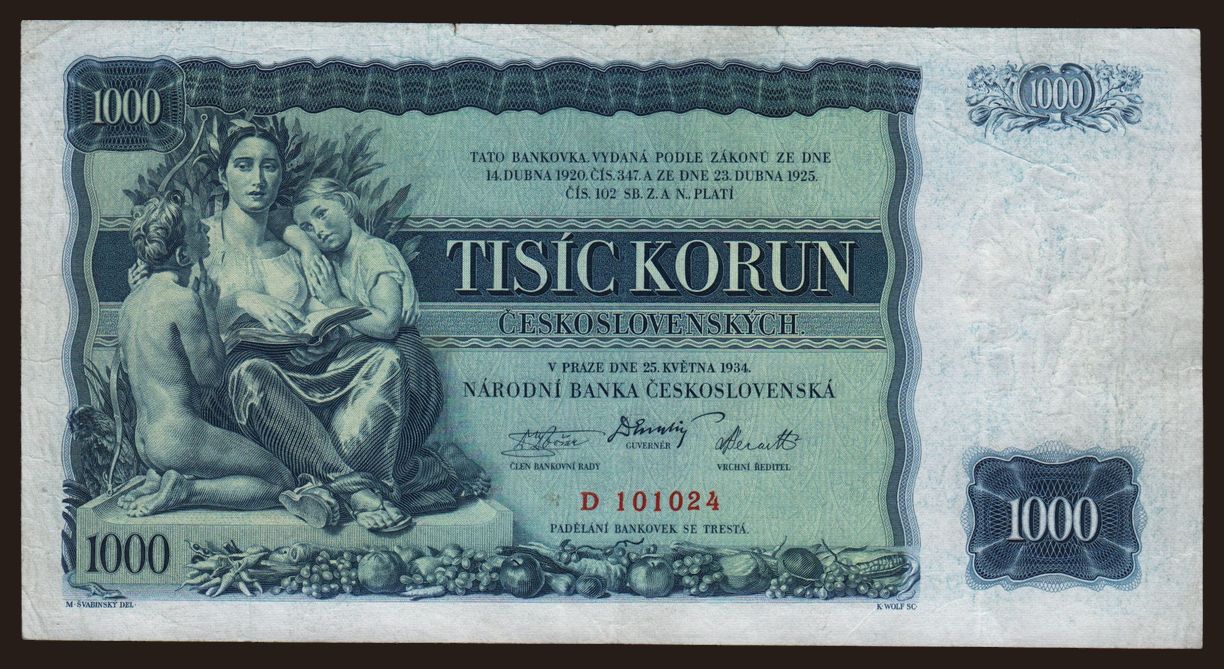 1000
1000
TATO BANKOVKA, VYDANÁ PODLE ZÁKONŮ ZE DNE
14. DUBNA 1920, ČÍS. 347. A ZE DNE 23. DUBNA 1925.
ČÍS. 102 SB. Z. A N., PLATÍ
TISÍC KORUN
ČESKOSLOVENSKÝCH.
V PRAZE DNE 25. KVĚTNA 1934.
NÁRODNÍ BANKA ČESKOSLOVENSKÁ
ČLEN BANKOVNÍ RADY
GUVERNÉR
VRCHNÍ ŘEDITEL
D 101024
PADĚLÁNÍ BANKOVEK SE TRESTÁ.
1000
1000
M·ŠVABINSKÝ DEL·
K·WOLF SC·